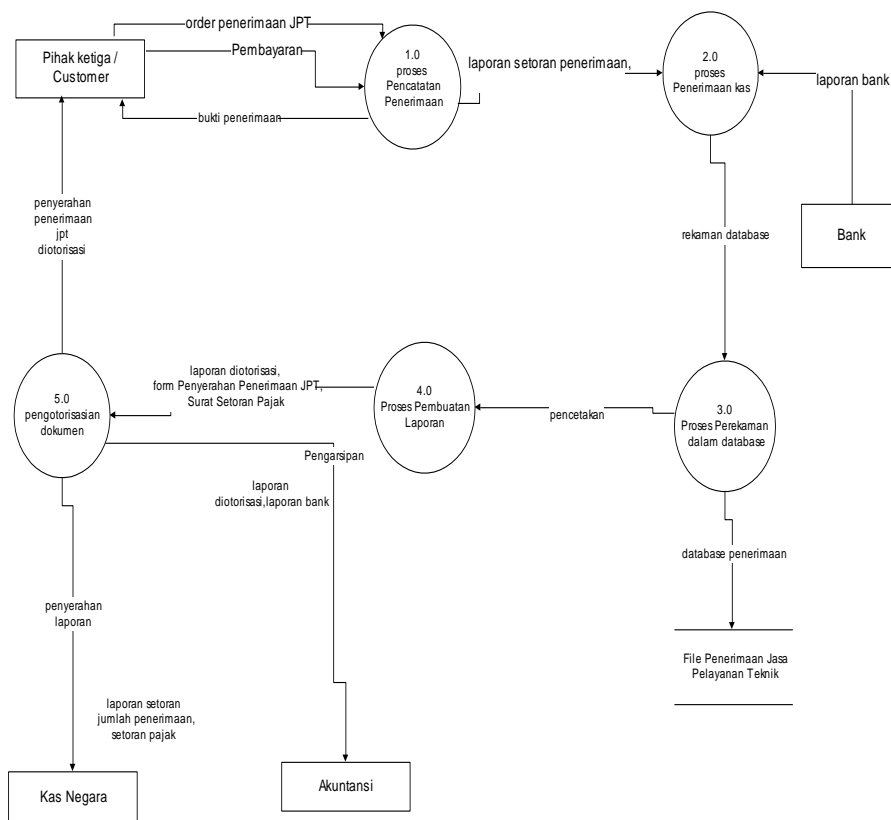 order penerimaan JPT
Pihak ketiga /
Customer
Pembayaran
bukti penerimaan
1.0
proses
Pencatatan
Penerimaan
laporan setoran penerimaan,
2.0
proses
Penerimaan kas
laporan bank
Bank
rekaman database
penyerahan
penerimaan
jpt
diotorisasi
5.0
pengotorisasian
dokumen
laporan diotorisasi,
form Penyerahan Penerimaan JPT,
Surat Setoran Pajak
4.0
Proses Pembuatan
Laporan
pencetakan
3.0
Proses Perekaman
dalam database
Pengarsipan
laporan
diotorisasi,laporan bank
database penerimaan
penyerahan
laporan
File Penerimaan Jasa
Pelayanan Teknik
laporan setoran
jumlah penerimaan,
setoran pajak
Kas Negara
Akuntansi